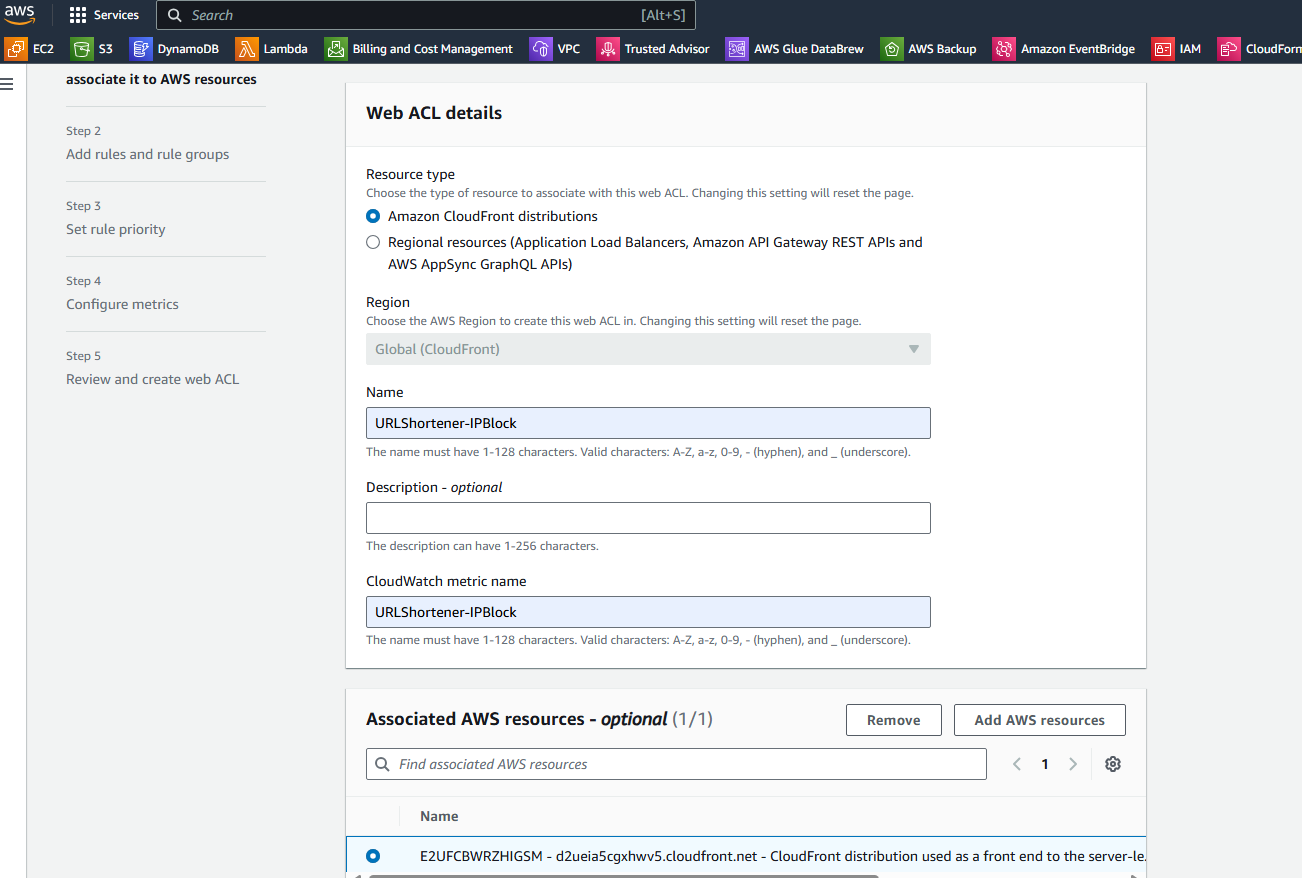 aws
Services
Search
[Alt+S]
EC2
S3
DynamoDB
Lambda
Billing and Cost Management
VPC
Trusted Advisor
AWS Glue DataBrew
AWS Backup
Amazon EventBridge
IAM
CloudForm
associate it to AWS resources
Step 2
Add rules and rule groups
Step 3
Set rule priority
Step 4
Configure metrics
Step 5
Review and create web ACL
Web ACL details
Resource type
Choose the type of resource to associate with this web ACL. Changing this setting will reset the page.
Amazon CloudFront distributions
Regional resources (Application Load Balancers, Amazon API Gateway REST APIs and
AWS AppSync GraphQL APIs)
Region
Choose the AWS Region to create this web ACL in. Changing this setting will reset the page.
Global (CloudFront)
Name
URLShortener-IPBlock
The name must have 1-128 characters. Valid characters: A-Z, a-z, 0-9, - (hyphen), and _ (underscore).
Description - optional
The description can have 1-256 characters.
CloudWatch metric name
URLShortener-IPBlock
The name must have 1-128 characters. Valid characters: A-Z, a-z, 0-9, - (hyphen), and _ (underscore).
Associated AWS resources - optional (1/1)
Remove
Add AWS resources
Find associated AWS resources
1
Name
E2UFCBWRZHIGSM - d2ueia5cgxhwv5.cloudfront.net - CloudFront distribution used as a front end to the server-le.